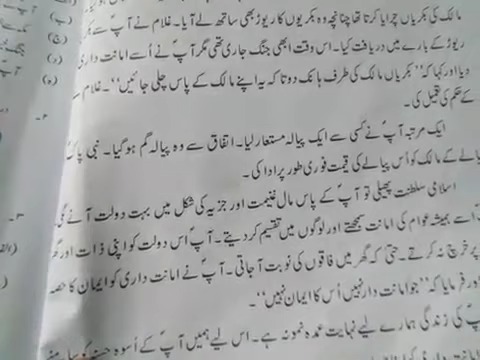 مالک کی بکریاں چرایا کرتا تھا چنانچہ وہ بکریوں کا ریوڑ بھی ساتھ لے آیا۔ غلام نے آپؐ سے بکر
ریوڑ کے بارے میں دریافت کیا۔ اس وقت ابھی جنگ جاری تھی مگر آپؐ نے اُسے امانت داری
دیا اور کہا کہ "بکریاں مالک کی طرف ہانک دو تاکہ یہ اپنے مالک کے پاس چلی جائیں"۔ غلام
کے حکم کی تعمیل کی۔
ایک مرتبہ آپؐ نے کسی سے ایک پیالہ مستعار لیا۔ اتفاق سے وہ پیالہ گم ہو گیا۔ نبی پاکؐ
یالے کے مالک کو اُس پیالے کی قیمت فوری طور پر ادا کی۔
اسلامی سلطنت پھیلی تو آپؐ کے پاس مالِ غنیمت اور جزیہ کی شکل میں بہت دولت آنے لگی
اُسے ہمیشہ عوام کی امانت سمجھتے اور لوگوں میں تقسیم کر دیتے۔ آپؐ اس دولت کو اپنی ذات اور گھر
پر خرچ نہ کرتے۔ حتیٰ کہ گھر میں فاقوں کی نوبت آ جاتی۔ آپؐ نے امانت داری کو ایمان کا حصہ
اور فرمایا کہ "جو امانت دار نہیں اُس کا ایمان نہیں"۔
پؐ کی زندگی ہمارے لیے نہایت عمدہ نمونہ ہے۔ اس لیے ہمیں آپؐ کے اُسوہ